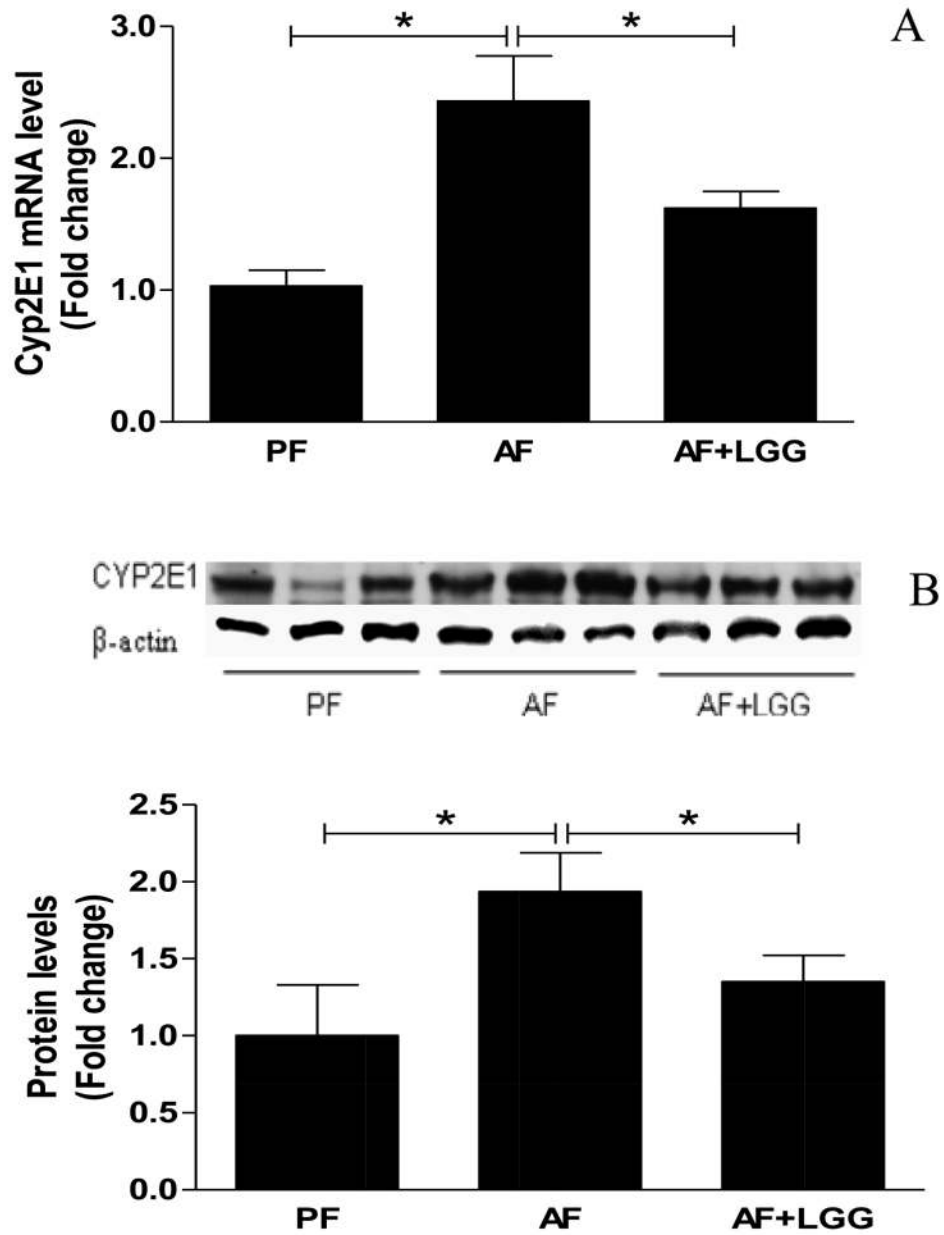 A
* *
Cyp2E1 mRNA level
(Fold change)
3.0
2.0
1.0
0.0
PF AF AF+LGG
B
CYP2E1
β-actin
PF AF AF+LGG
* *
Protein levels
(Fold change)
2.5
2.0
1.5
1.0
0.5
0.0
PF AF AF+LGG